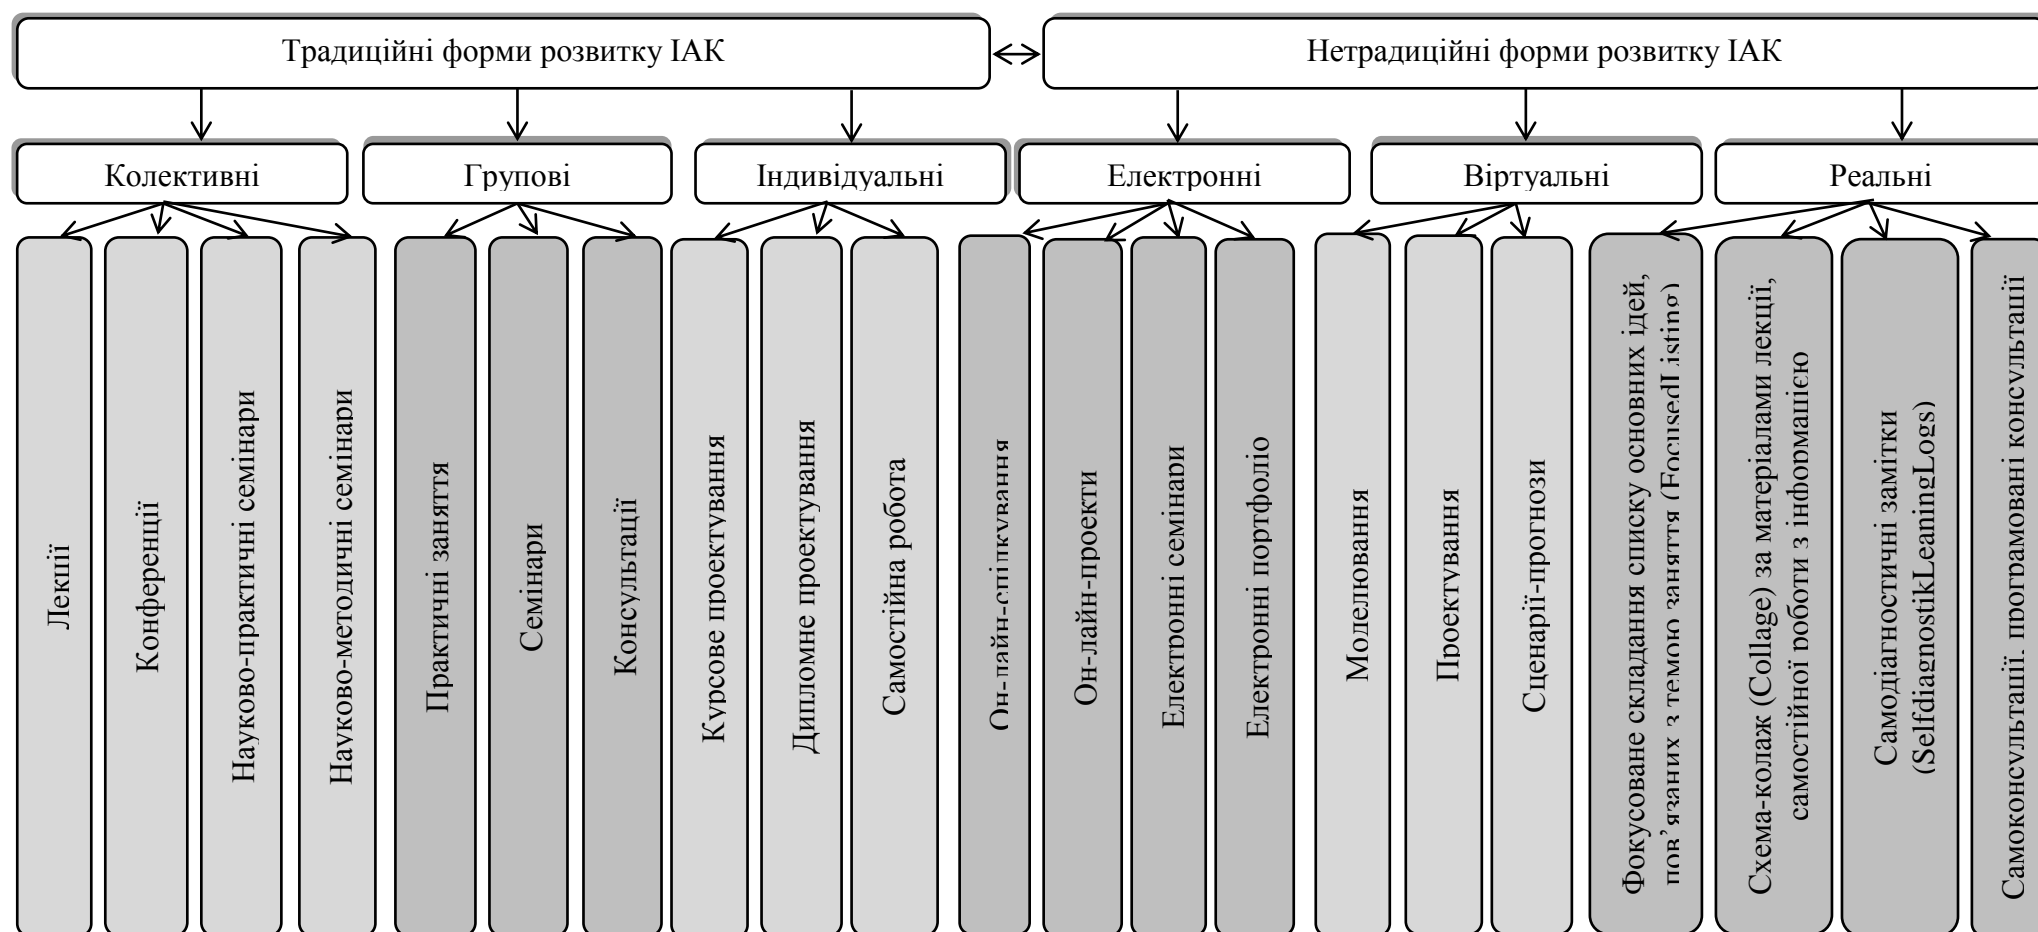 Традиційні форми розвитку ІАК
Нетрадиційні форми розвитку ІАК
Колективні
Групові
Індивідуальні
Електронні
Віртуальні
Реальні
Лекції
Конференції
Науково-практичні семінари
Науково-методичні семінари
Практичні заняття
Семінари
Консультації
Курсове проектування
Дипломне проектування
Самостійна робота
Он-лайн-спілкування
Он-лайн-проекти
Електронні семінари
Електронні портфоліо
Моделювання
Проектування
Сценарії-прогнози
Фокусоване складання списку основних ідей,
пов’язаних з темою заняття (FocusedListing)
Схема-колаж (Collage) за матеріалами лекції,
самостійної роботи з інформацією
Самодіагностичні замітки
(SelfdiagnostikLeaningLogs)
Самоконсультації, програмовані консультації